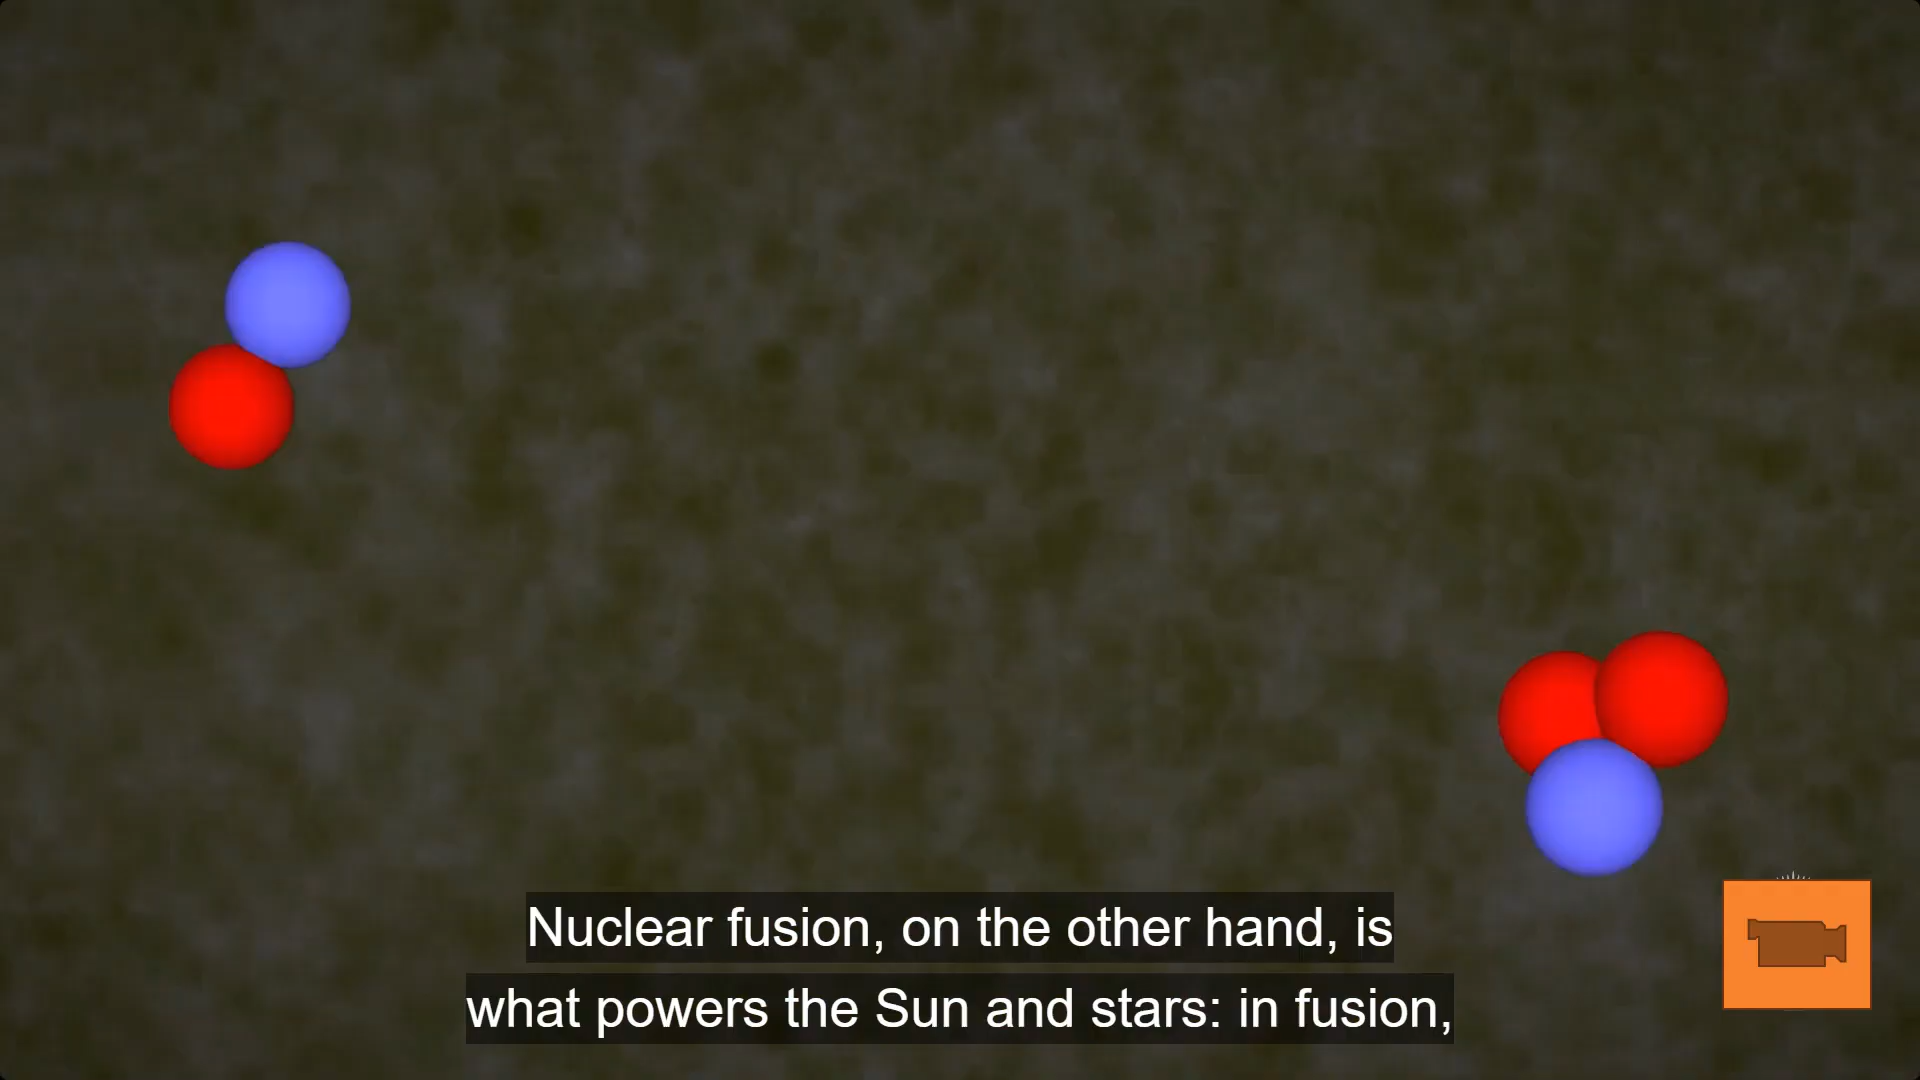 Nuclear fusion, on the other hand, is
what powers the Sun and stars: in fusion,